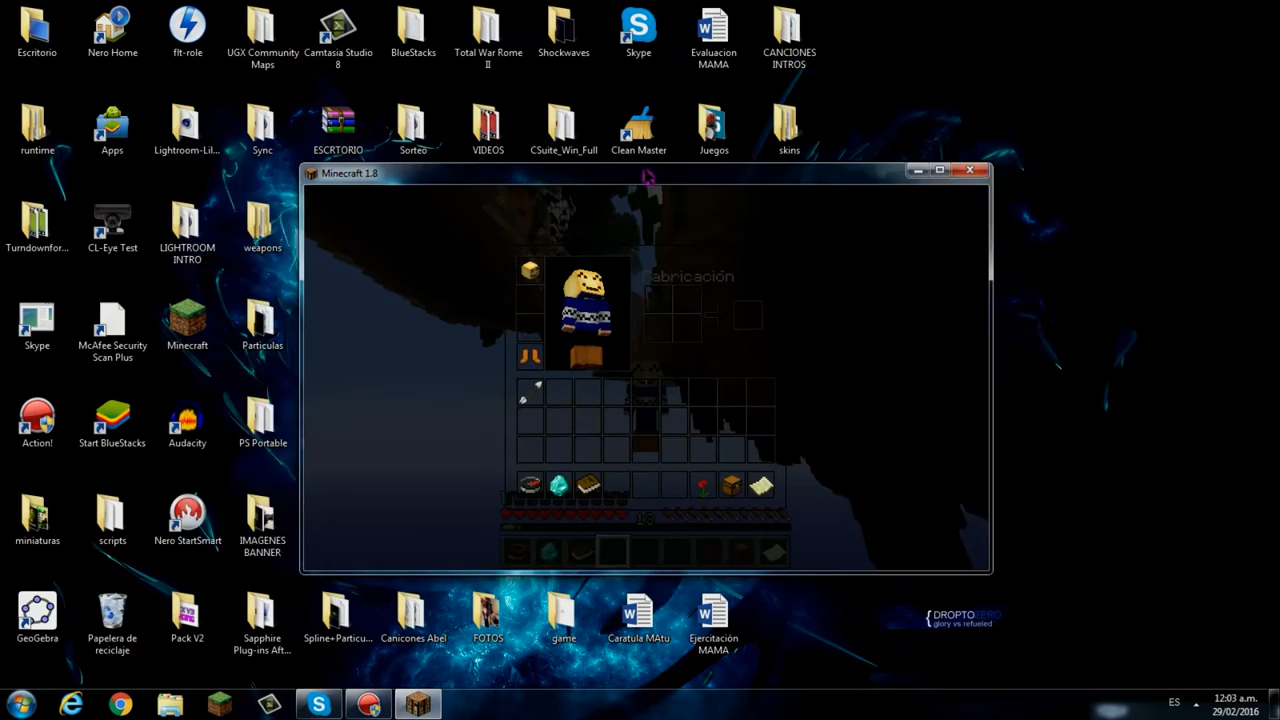 Escritorio
Nero Home
flt-role
UGX Community
Maps
Camtasia Studio
8
BlueStacks
Total War Rome
II
Shockwaves
Skype
Evaluacion
MAMA
CANCIONES
INTROS
runtime
Apps
Lightroom-Lil...
Sync
ESCRTORIO
Sorteo
VIDEOS
CSuite_Win_Full
Clean Master
Juegos
skins
Minecraft 1.8
Turndownfor...
CL-Eye Test
LIGHTROOM
INTRO
weapons
Fabricación
Skype
McAfee Security
Scan Plus
Minecraft
Particulas
Action!
Start BlueStacks
Audacity
PS Portable
18
miniaturas
scripts
Nero StartSmart
IMAGENES
BANNER
GeoGebra
Papelera de
reciclaje
Pack V2
Sapphire
Plug-ins Aft...
Spline+Particu...
Canicones Abel
FOTOS
game
Caratula MAtu
Ejercitación
MAMA
{ DROPTOZERO
glory vs refueled
ES
12:03 a.m.
29/02/2016